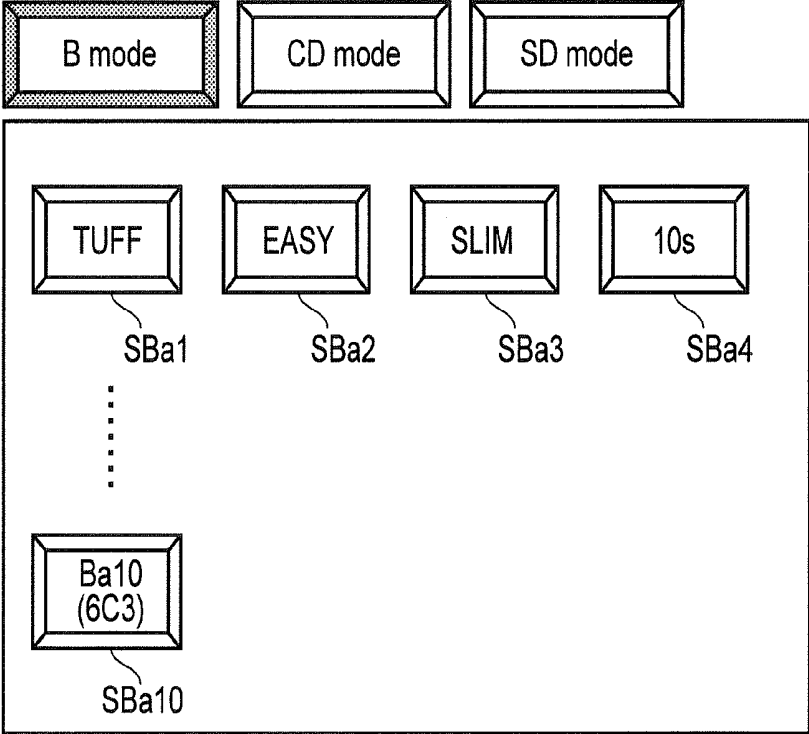 B mode
CD mode
SD mode
TUFF
EASY
SLIM
10s
SBa1
SBa2
SBa3
SBa4
Ba10
(6C3)
SBa10